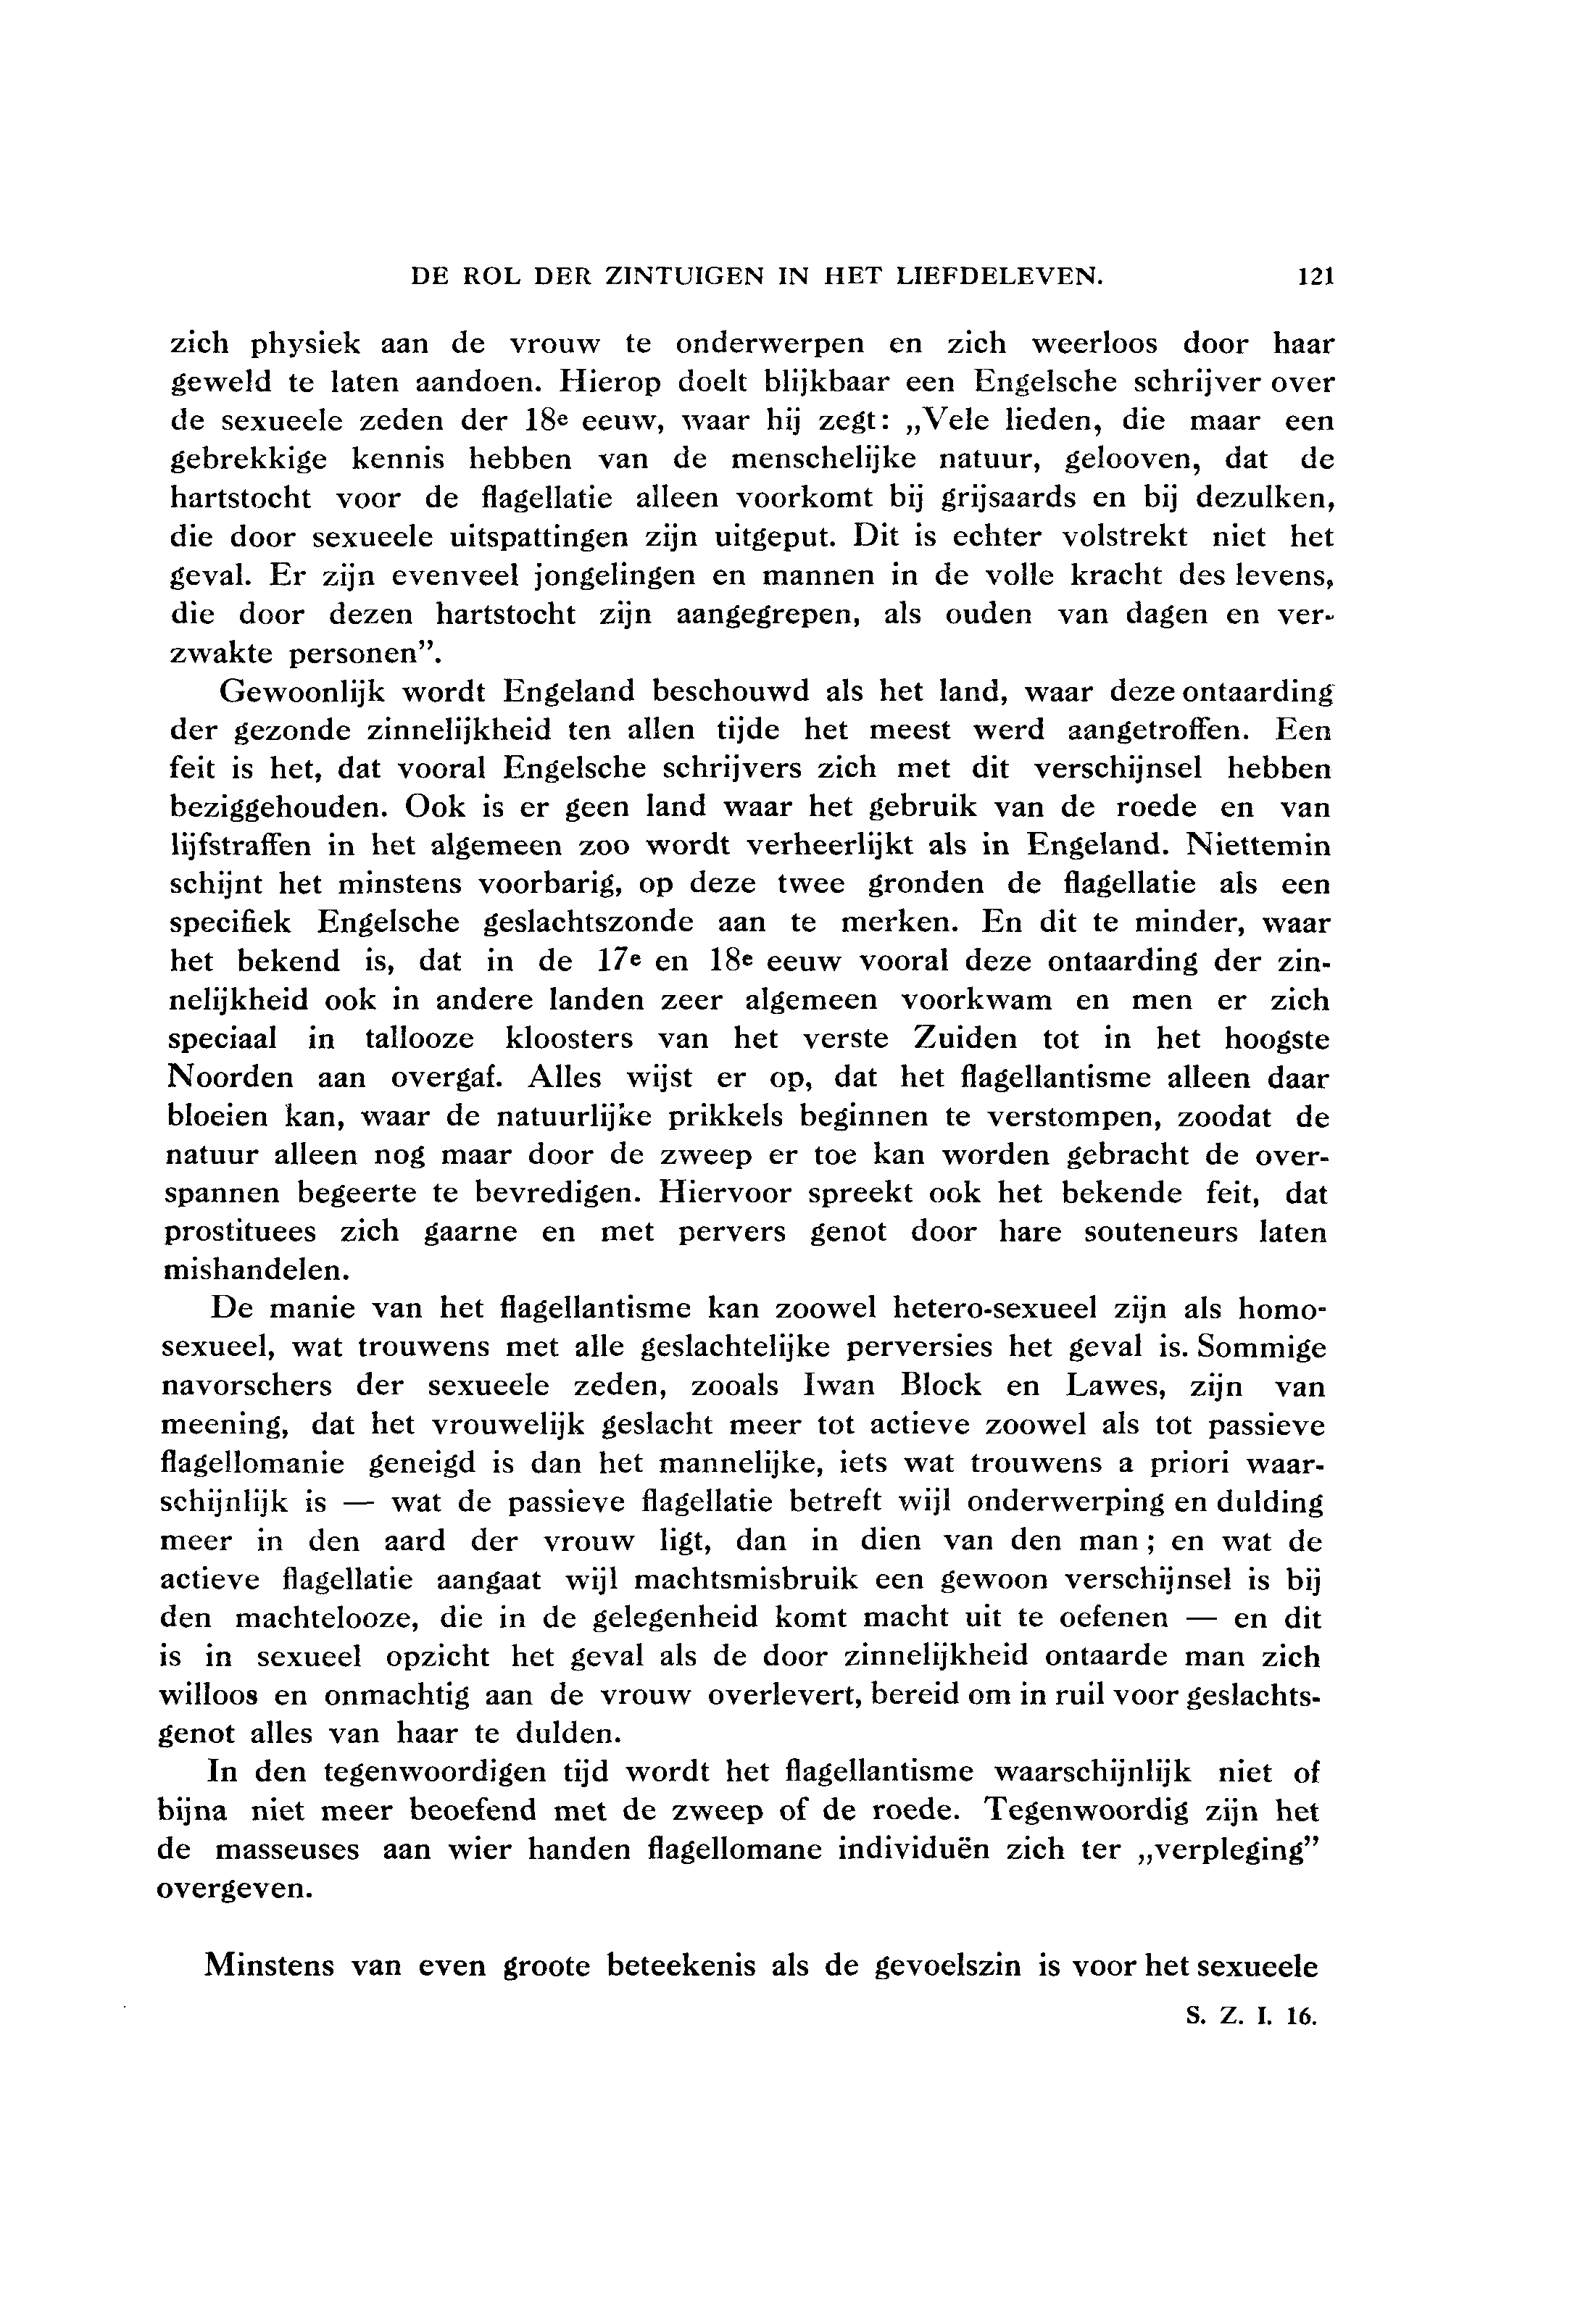 DE ROL DER ZINTUIGEN IN HET LIEFDELEVEN. 121
zich physiek aan de vrouw te onderwerpen en zich weerloos door haar
geweld te laten aandoen. Hierop doelt blijkbaar een Engelsche schrijver over
de sexueele zeden der 18e eeuw, waar hij zegt: „Vele lieden, die maar een
gebrekkige kennis hebben van de menschelijke natuur, gelooven, dat de
hartstocht voor de flagellatie alleen voorkomt bij grijsaards en bij dezulken,
die door sexueele uitspattingen zijn uitgeput. Dit is echter volstrekt niet het
geval. Er zijn evenveel jongelingen en mannen in de volle kracht des levens,
die door dezen hartstocht zijn aangegrepen, als ouden van dagen en ver-
zwakte personen”.
Gewoonlijk wordt Engeland beschouwd als het land, waar deze ontaarding
der gezonde zinnelijkheid ten allen tijde het meest werd aangetroffen. Een
feit is het, dat vooral Engelsche schrijvers zich met dit verschijnsel hebben
beziggehouden. Ook is er geen land waar het gebruik van de roede en van
lijfstraffen in het algemeen zoo wordt verheerlijkt als in Engeland. Niettemin
schijnt het minstens voorbarig, op deze twee gronden de flagellatie als een
specifiek Engelsche geslachtszonde aan te merken. En dit te minder, waar
het bekend is, dat in de 17e en 18e eeuw vooral deze ontaarding der zin-
nelijkheid ook in andere landen zeer algemeen voorkwam en men er zich
speciaal in tallooze kloosters van het verste Zuiden tot in het hoogste
Noorden aan overgaf. Alles wijst er op, dat het flagellantisme alleen daar
bloeien kan, waar de natuurlijke prikkels beginnen te verstompen, zoodat de
natuur alleen nog maar door de zweep er toe kan worden gebracht de over-
spannen begeerte te bevredigen. Hiervoor spreekt ook het bekende feit, dat
prostituees zich gaarne en met pervers genot door hare souteneurs laten
mishandelen.
De manie van het flagellantisme kan zoowel hetero-sexueel zijn als homo-
sexueel, wat trouwens met alle geslachtelijke perversies het geval is. Sommige
navorschers der sexueele zeden, zooals Iwan Block en Lawes, zijn van
meening, dat het vrouwelijk geslacht meer tot actieve zoowel als tot passieve
flagellomanie geneigd is dan het mannelijke, iets wat trouwens a priori waar-
schijnlijk is — wat de passieve flagellatie betreft wijl onderwerping en dulding
meer in den aard der vrouw ligt, dan in dien van den man; en wat de
actieve flagellatie aangaat wijl machtsmisbruik een gewoon verschijnsel is bij
den machtelooze, die in de gelegenheid komt macht uit te oefenen — en dit
is in sexueel opzicht het geval als de door zinnelijkheid ontaarde man zich
willoos en onmachtig aan de vrouw overlevert, bereid om in ruil voor geslachts-
genot alles van haar te dulden.
In den tegenwoordigen tijd wordt het flagellantisme waarschijnlijk niet of
bijna niet meer beoefend met de zweep of de roede. Tegenwoordig zijn het
de masseuses aan wier handen flagellomane individuën zich ter „verpleging”
overgeven.
Minstens van even groote beteekenis als de gevoelszin is voor het sexueele
S. Z. I. 16.